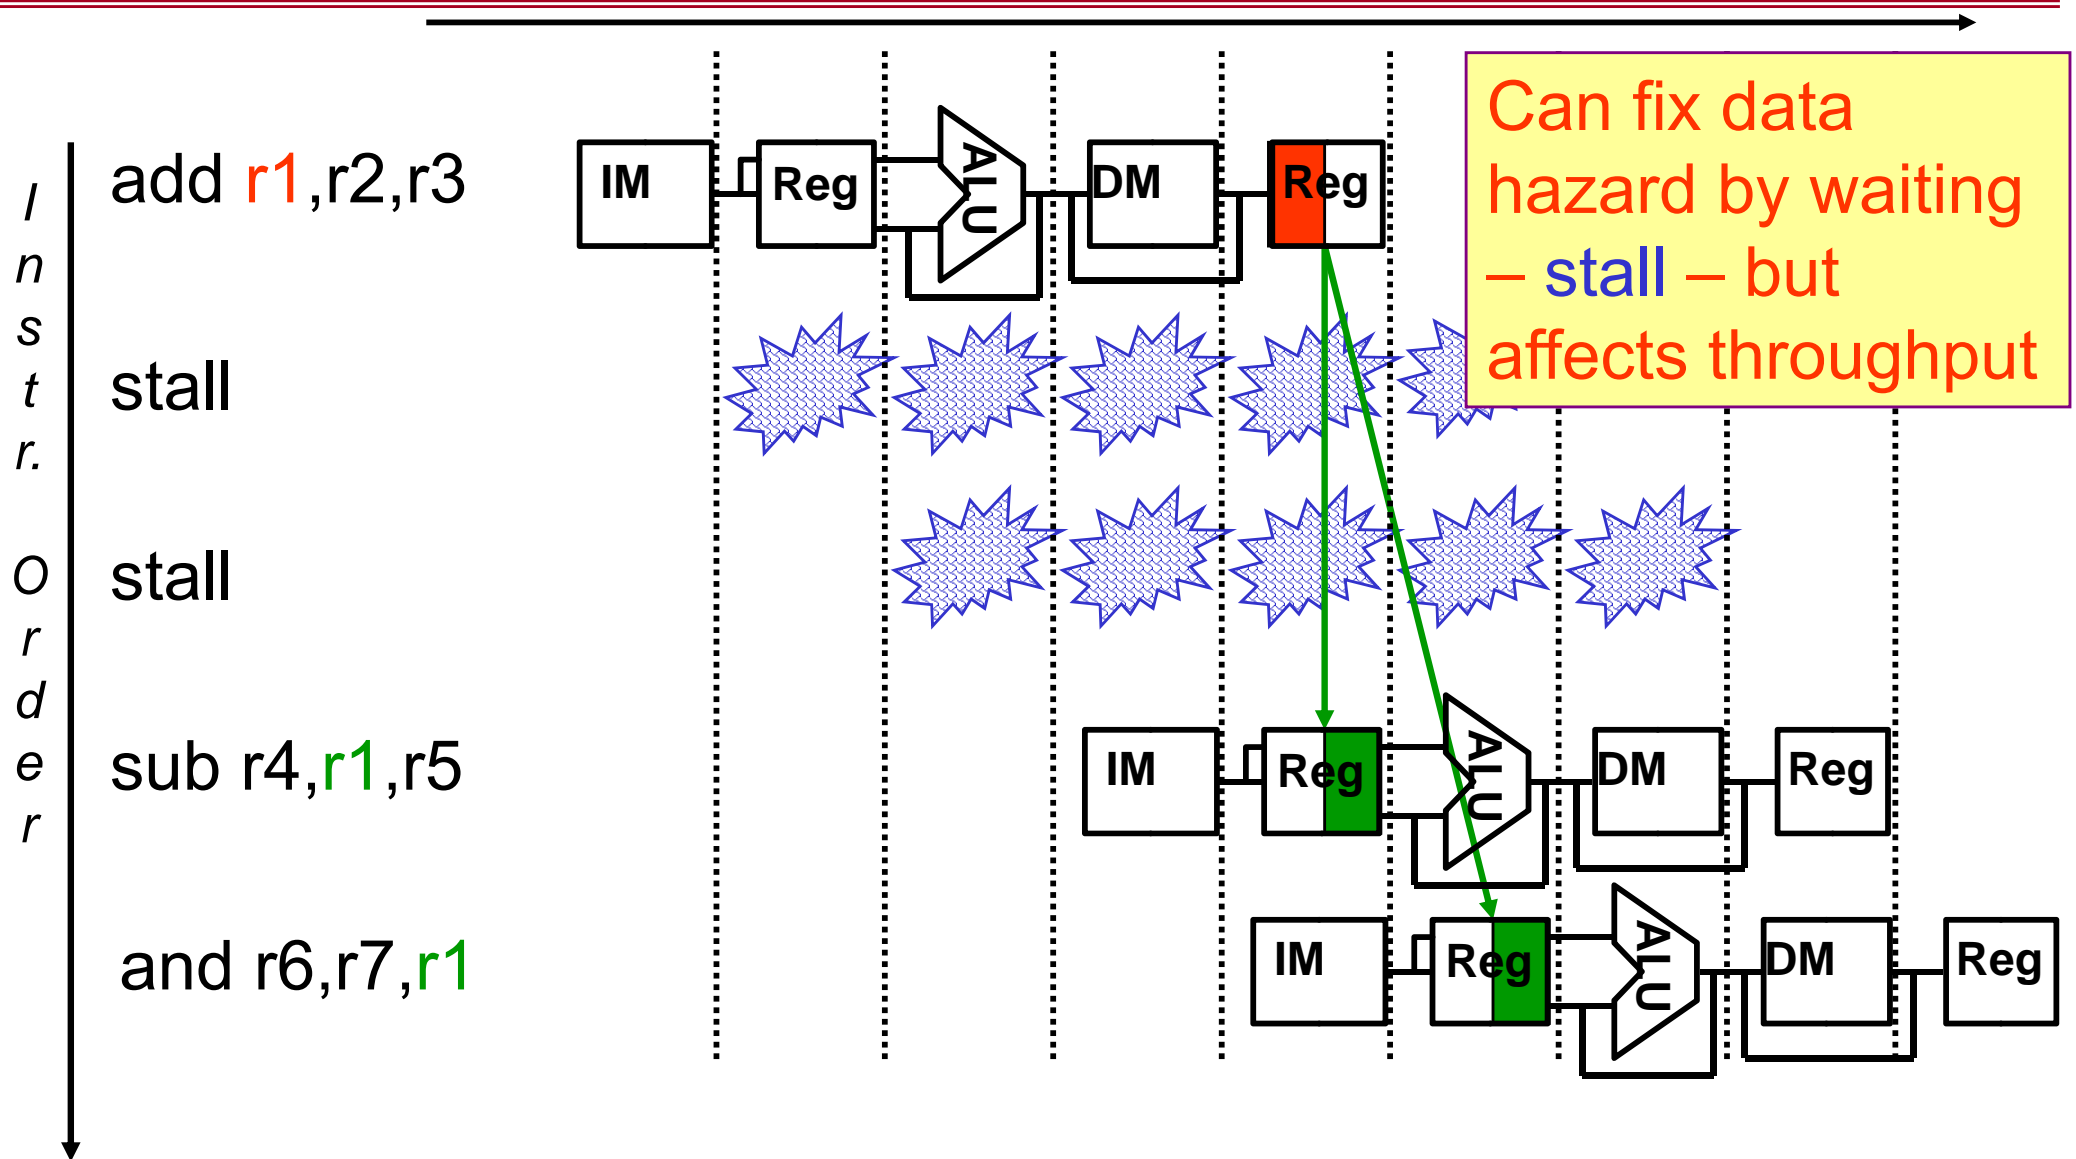 Can fix data
hazard by waiting
– stall – but
affects throughput
Instr. Order
add r1,r2,r3
IM Reg ALU DM Reg
stall
stall
sub r4,r1,r5
IM Reg ALU DM Reg
and r6,r7,r1
IM Reg ALU DM Reg